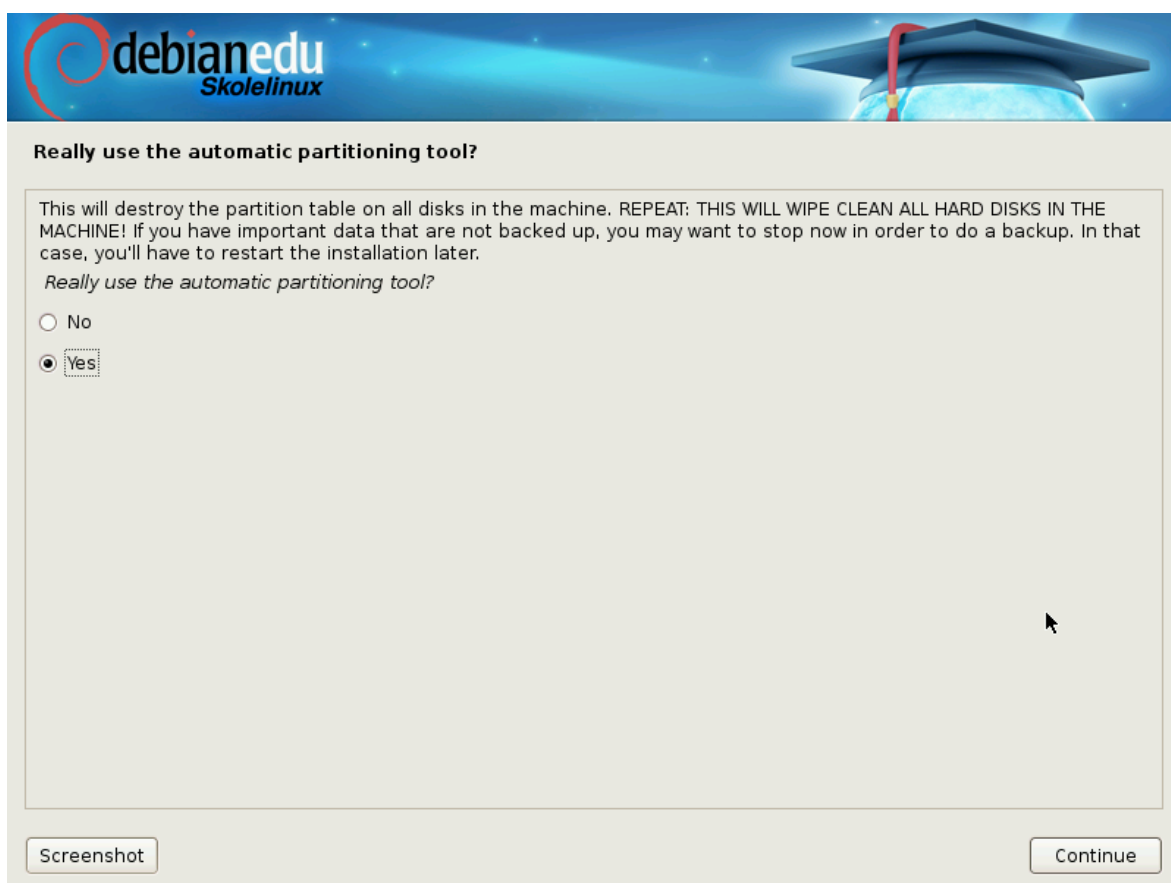 debianedu
Skolelinux
Really use the automatic partitioning tool?
This will destroy the partition table on all disks in the machine. REPEAT: THIS WILL WIPE CLEAN ALL HARD DISKS IN THE
MACHINE! If you have important data that are not backed up, you may want to stop now in order to do a backup. In that
case, you'll have to restart the installation later.
Really use the automatic partitioning tool?
No
Yes
Screenshot
Continue